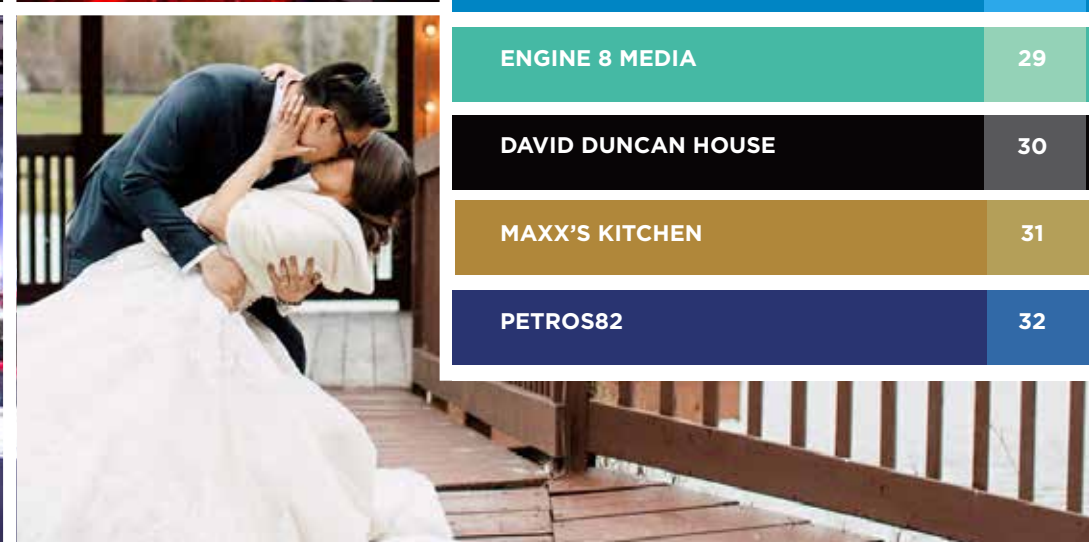 ENGINE 8 MEDIA 29
DAVID DUNCAN HOUSE 30
MAXX'S KITCHEN 31
PETROS82 32